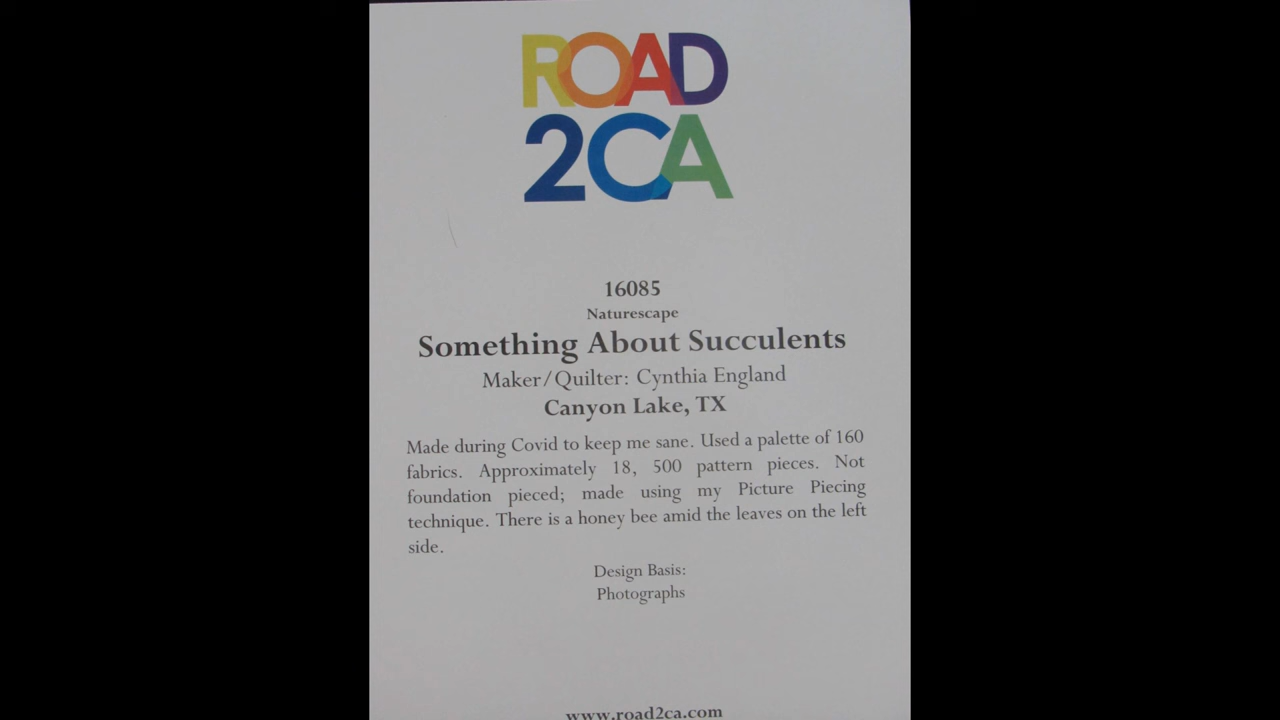 ROAD
2CA
16085
Naturescape
Something About Succulents
Maker/Quilter: Cynthia England
Canyon Lake, TX
Made during Covid to keep me sane. Used a palette of 160
fabrics. Approximately 18, 500 pattern pieces. Not
foundation pieced; made using my Picture Piecing
technique. There is a honey bee amid the leaves on the left
side.
Design Basis:
Photographs
www.road2ca.com